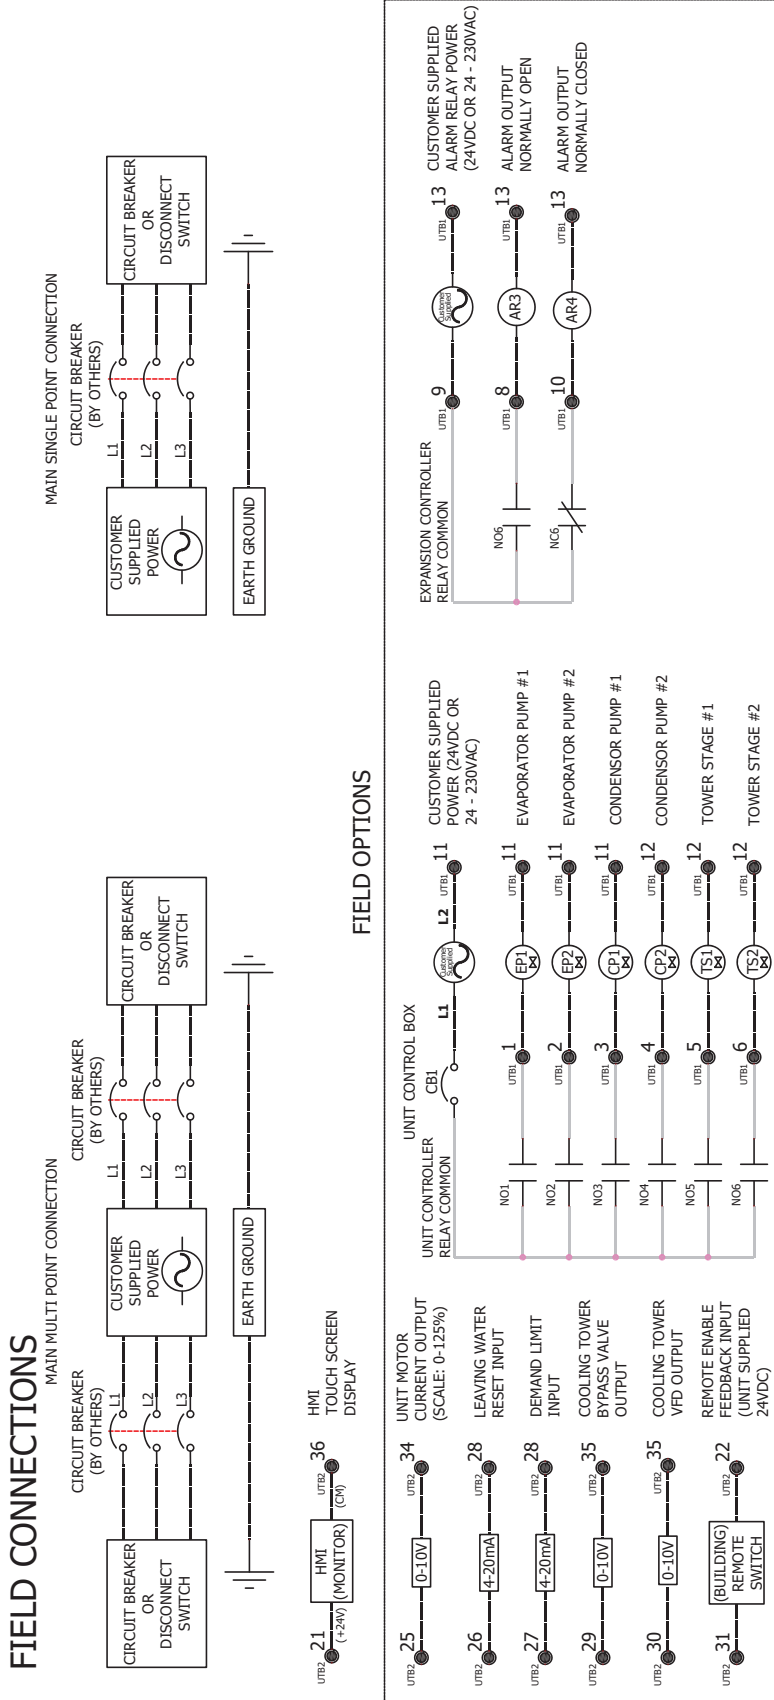 FIELD CONNECTIONS
MAIN MULTI POINT CONNECTION
CIRCUIT BREAKER
OR
DISCONNECT
SWITCH
CIRCUIT BREAKER
(BY OTHERS)
L1
L2
L3
CUSTOMER
SUPPLIED
POWER
L1
L2
L3
CIRCUIT BREAKER
(BY OTHERS)
CIRCUIT BREAKER
OR
DISCONNECT
SWITCH
EARTH GROUND
MAIN SINGLE POINT CONNECTION
CUSTOMER
SUPPLIED
POWER
L1
L2
L3
CIRCUIT BREAKER
(BY OTHERS)
CIRCUIT BREAKER
OR
DISCONNECT
SWITCH
EARTH GROUND
UTB2 21 (+24V)
HMI
(MONITOR)
UTB2 36 (CM)
HMI
TOUCH SCREEN
DISPLAY
FIELD OPTIONS
UTB2 25
0-10V
UTB2 34
UNIT MOTOR
CURRENT OUTPUT
(SCALE: 0-125%)
UTB2 26
4-20mA
UTB2 28
LEAVING WATER
RESET INPUT
UTB2 27
4-20mA
UTB2 28
DEMAND LIMIT
INPUT
UTB2 29
0-10V
UTB2 35
COOLING TOWER
BYPASS VALVE
OUTPUT
UTB2 30
0-10V
UTB2 35
COOLING TOWER
VFD OUTPUT
UTB2 31
(BUILDING)
REMOTE
SWITCH
UTB2 22
REMOTE ENABLE
FEEDBACK INPUT
(UNIT SUPPLIED
24VDC)
UNIT CONTROLLER
RELAY COMMON
UNIT CONTROL BOX
CB1
L1
Customer
Supplied
L2
UTB1 11
CUSTOMER SUPPLIED
POWER (24VDC OR
24 - 230VAC)
NO1
UTB1 1
EP1
UTB1 11
EVAPORATOR PUMP #1
NO2
UTB1 2
EP2
UTB1 11
EVAPORATOR PUMP #2
NO3
UTB1 3
CP1
UTB1 11
CONDENSOR PUMP #1
NO4
UTB1 4
CP2
UTB1 12
CONDENSOR PUMP #2
NO5
UTB1 5
TS1
UTB1 12
TOWER STAGE #1
NO6
UTB1 6
TS2
UTB1 12
TOWER STAGE #2
EXPANSION CONTROLLER
RELAY COMMON
UTB1 9
Customer
Supplied
UTB1 13
CUSTOMER SUPPLIED
ALARM RELAY POWER
(24VDC OR 24 - 230VAC)
NO6
UTB1 8
AR3
UTB1 13
ALARM OUTPUT
NORMALLY OPEN
NC6
UTB1 10
AR4
UTB1 13
ALARM OUTPUT
NORMALLY CLOSED